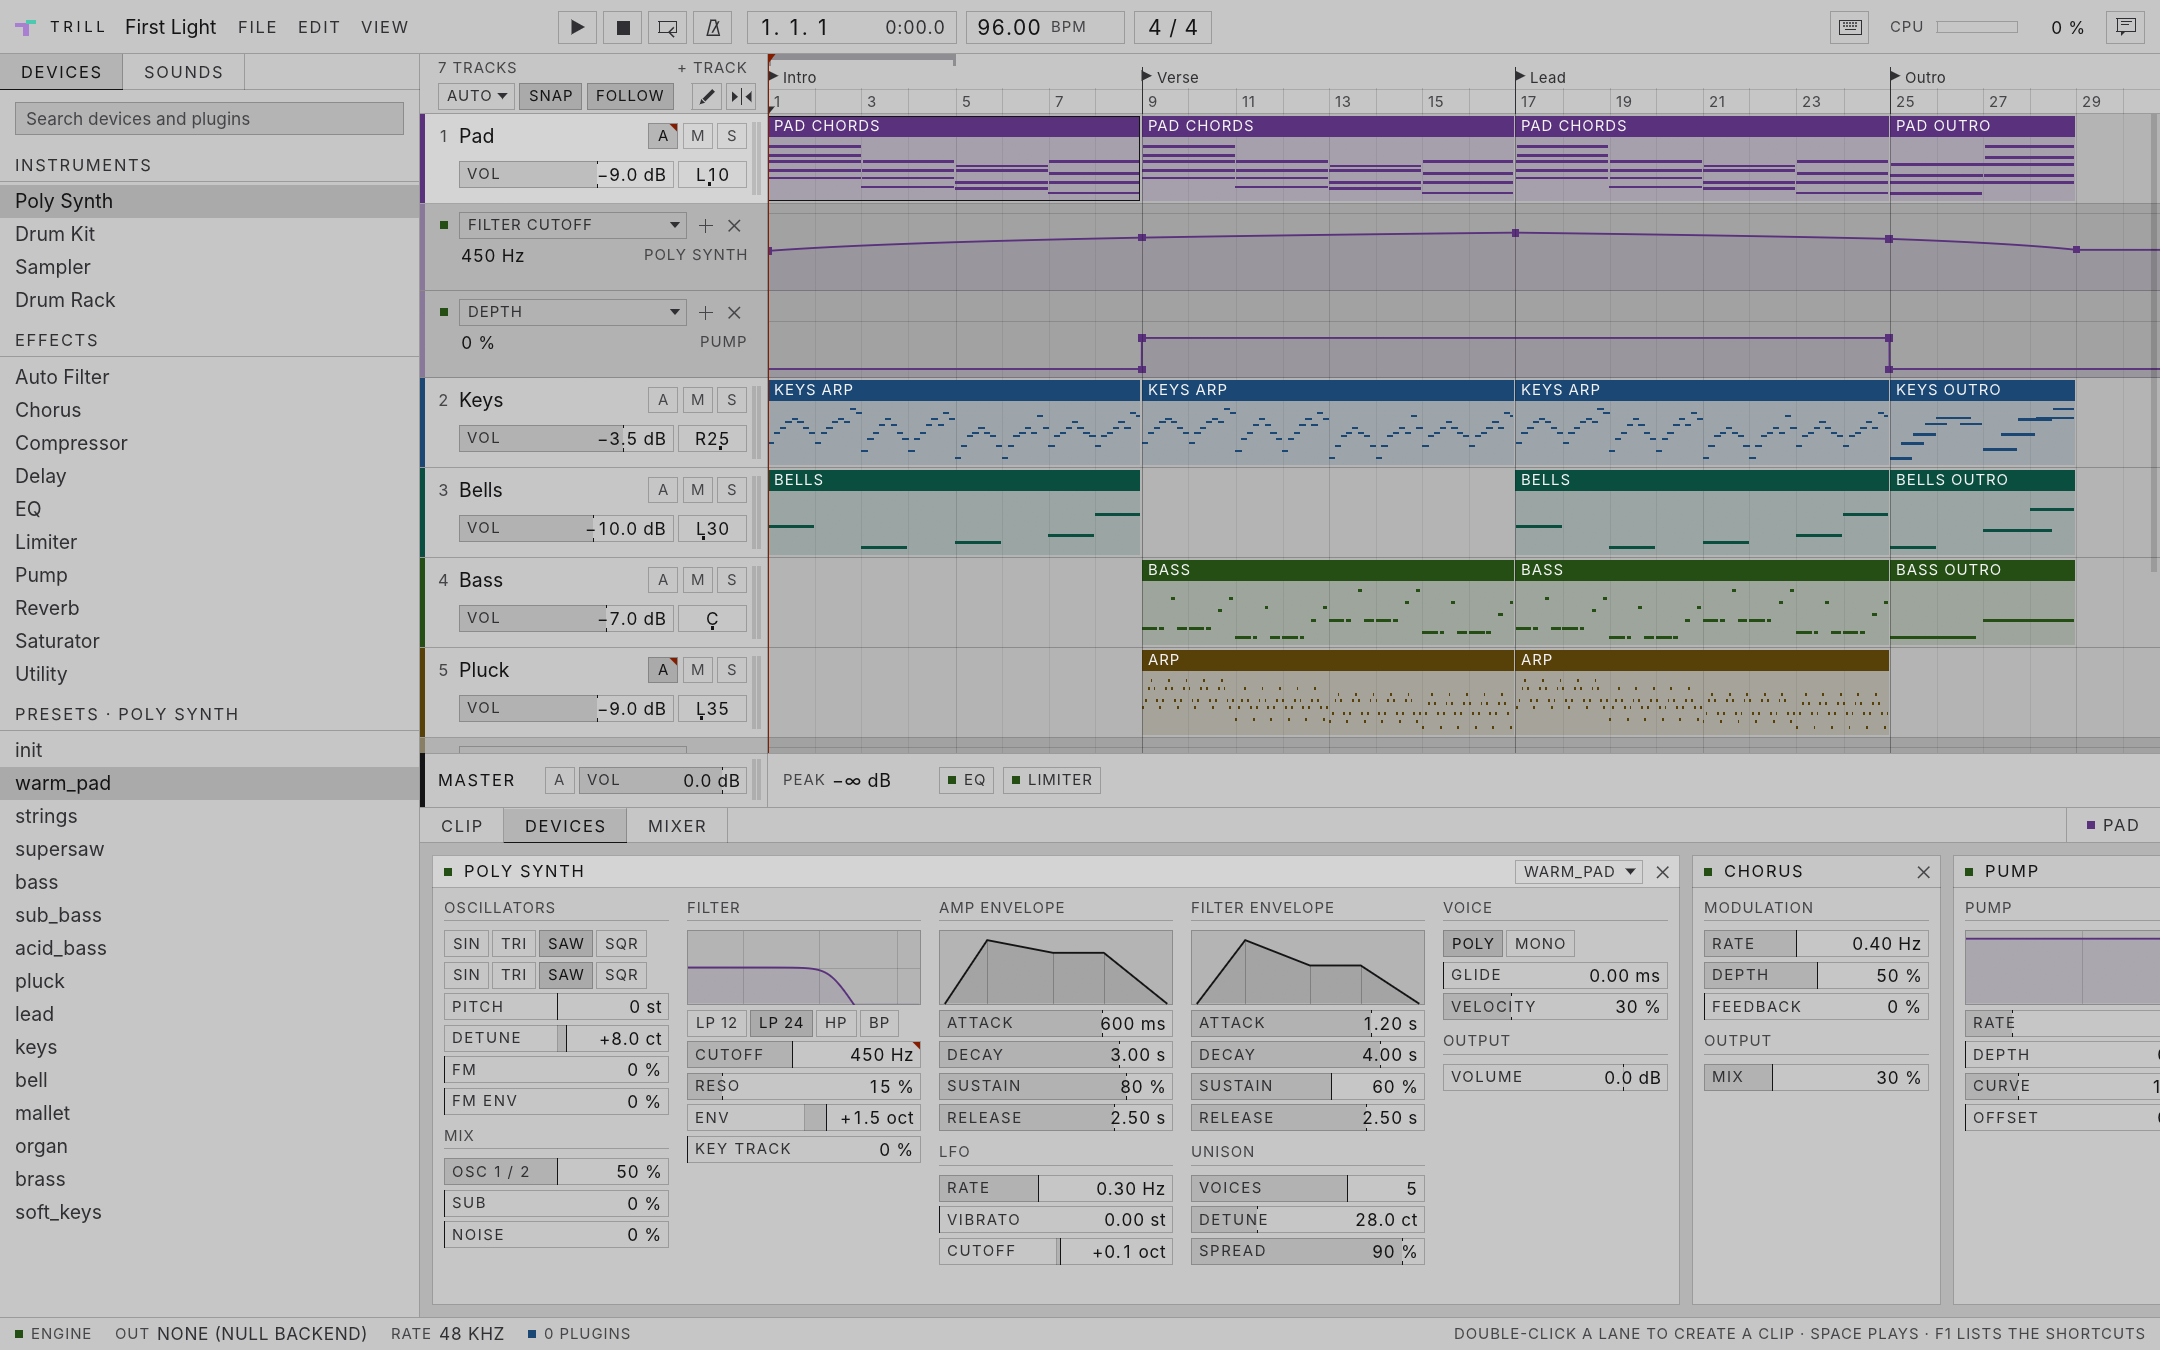 TRILL First Light FILE EDIT VIEW 1. 1. 1 0:00.0 96.00 BPM 4 / 4 CPU 0 %
DEVICES SOUNDS
Search devices and plugins
INSTRUMENTS
Poly Synth
Drum Kit
Sampler
Drum Rack
EFFECTS
Auto Filter
Chorus
Compressor
Delay
EQ
Limiter
Pump
Reverb
Saturator
Utility
PRESETS · POLY SYNTH
init
warm_pad
strings
supersaw
bass
sub_bass
acid_bass
pluck
lead
keys
bell
mallet
organ
brass
soft_keys
7 TRACKS + TRACK
AUTO SNAP FOLLOW
Intro Verse Lead Outro
1 3 5 7 9 11 13 15 17 19 21 23 25 27 29
1 Pad A M S
VOL −9.0 dB L10
PAD CHORDS PAD CHORDS PAD CHORDS PAD OUTRO
FILTER CUTOFF
450 Hz POLY SYNTH
DEPTH
0 % PUMP
2 Keys A M S
VOL −3.5 dB R25
KEYS ARP KEYS ARP KEYS ARP KEYS OUTRO
3 Bells A M S
VOL −10.0 dB L30
BELLS BELLS BELLS OUTRO
4 Bass A M S
VOL −7.0 dB C
BASS BASS BASS OUTRO
5 Pluck A M S
VOL −9.0 dB L35
ARP ARP
MASTER A VOL 0.0 dB PEAK −∞ dB EQ LIMITER
CLIP DEVICES MIXER PAD
POLY SYNTH WARM_PAD
OSCILLATORS
SIN TRI SAW SQR
SIN TRI SAW SQR
PITCH 0 st
DETUNE +8.0 ct
FM 0 %
FM ENV 0 %
MIX
OSC 1 / 2 50 %
SUB 0 %
NOISE 0 %
FILTER
LP 12 LP 24 HP BP
CUTOFF 450 Hz
RESO 15 %
ENV +1.5 oct
KEY TRACK 0 %
AMP ENVELOPE
ATTACK 600 ms
DECAY 3.00 s
SUSTAIN 80 %
RELEASE 2.50 s
LFO
RATE 0.30 Hz
VIBRATO 0.00 st
CUTOFF +0.1 oct
FILTER ENVELOPE
ATTACK 1.20 s
DECAY 4.00 s
SUSTAIN 60 %
RELEASE 2.50 s
UNISON
VOICES 5
DETUNE 28.0 ct
SPREAD 90 %
VOICE
POLY MONO
GLIDE 0.00 ms
VELOCITY 30 %
OUTPUT
VOLUME 0.0 dB
CHORUS
MODULATION
RATE 0.40 Hz
DEPTH 50 %
FEEDBACK 0 %
OUTPUT
MIX 30 %
PUMP
PUMP
RATE
DEPTH
CURVE
OFFSET
ENGINE OUT NONE (NULL BACKEND) RATE 48 KHZ 0 PLUGINS DOUBLE-CLICK A LANE TO CREATE A CLIP · SPACE PLAYS · F1 LISTS THE SHORTCUTS